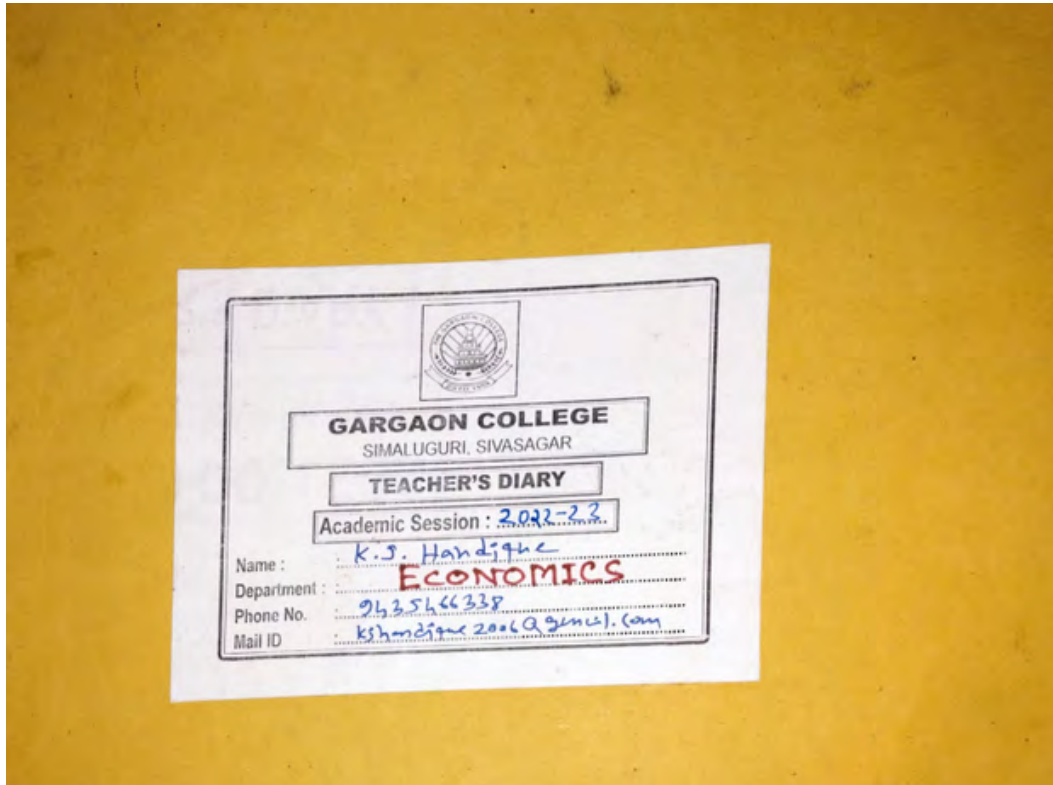 GARGAON COLLEGE
SIMALUGURI, SIVASAGAR
TEACHER'S DIARY
Academic Session : 2022-23
Name : K.S. Handique
Department : ECONOMICS
Phone No. : 9435466338
Mail ID : kshandique2006@gmail.com